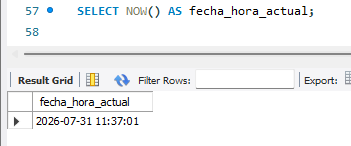 57 SELECT NOW() AS fecha_hora_actual;
58
Result Grid Filter Rows: Export:
fecha_hora_actual
2026-07-31 11:37:01